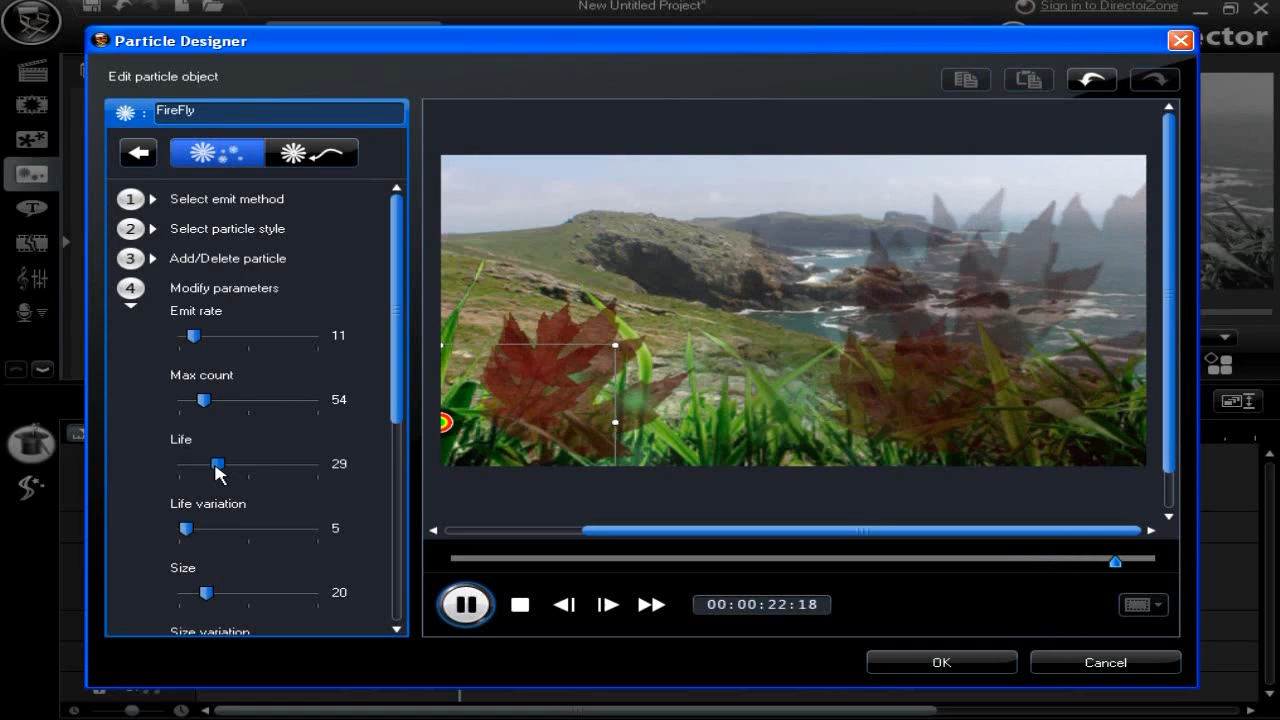 New Untitled Project*
Sign in to DirectorZone
ector
Particle Designer
Edit particle object
: FireFly
1 Select emit method
2 Select particle style
3 Add/Delete particle
4 Modify parameters
Emit rate
11
Max count
54
Life
29
Life variation
5
Size
20
Size variation
00:00:22:18
OK
Cancel